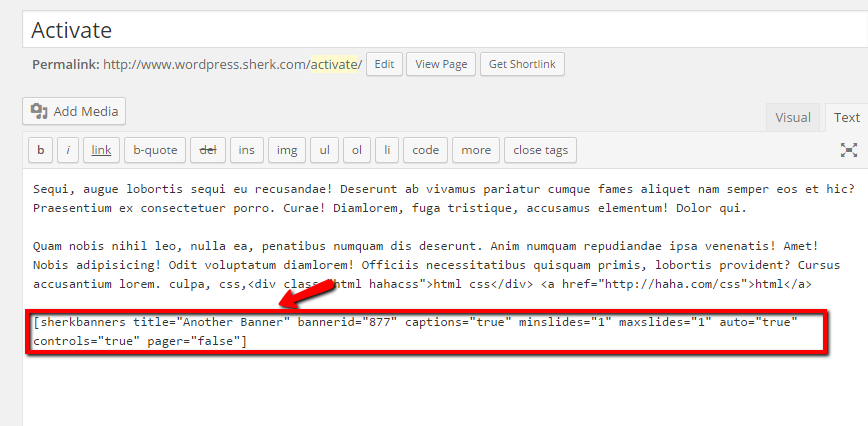 Activate
Permalink: http://www.wordpress.sherk.com/activate/ Edit View Page Get Shortlink
Add Media
Visual Text
b i link b-quote del ins img ul ol li code more close tags
Sequi, augue lobortis sequi eu recusandae! Deserunt ab vivamus pariatur cumque fames aliquet nam semper eos et hic?
Praesentium ex consectetuer porro. Curae! Diamlorem, fuga tristique, accusamus elementum! Dolor qui.
Quam nobis nihil leo, nulla ea, penatibus numquam dis deserunt. Anim numquam repudiandae ipsa venenatis! Amet!
Nobis adipisicing! Odit voluptatum diamlorem! Officiis necessitatibus quisquam primis, lobortis provident? Cursus
accusantium lorem. culpa, css,<div class="html hahacss">html css</div> <a href="http://haha.com/css">html</a>
[sherkbanners title="Another Banner" bannerid="877" captions="true" minslides="1" maxslides="1" auto="true"
controls="true" pager="false"]